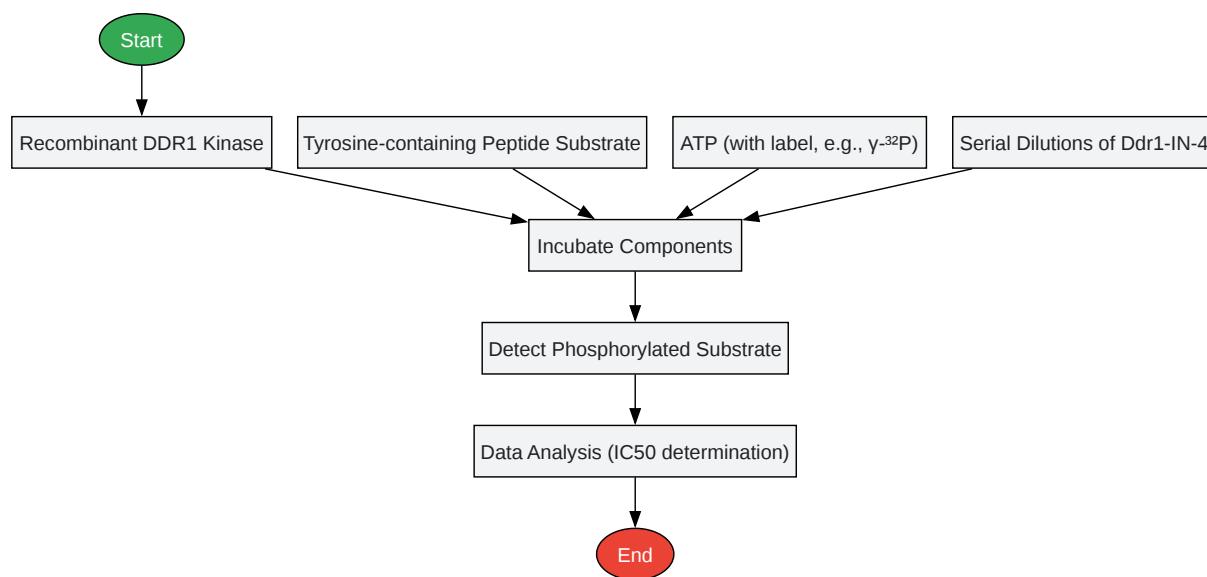 Start
Recombinant DDR1 Kinase
Tyrosine-containing Peptide Substrate
ATP (with label, e.g., γ-³²P)
Serial Dilutions of Ddr1-IN-4
Incubate Components
Detect Phosphorylated Substrate
Data Analysis (IC50 determination)
End